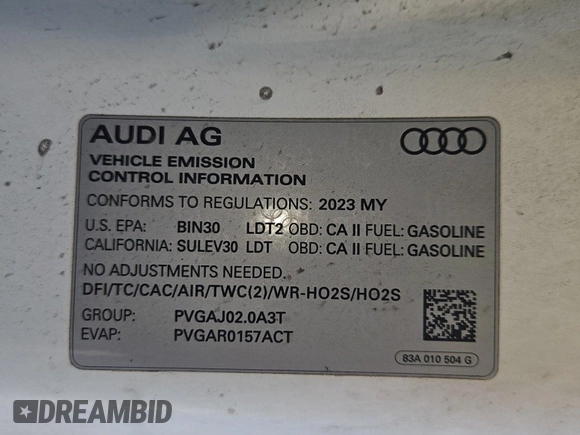 AUDI AG
VEHICLE EMISSION
CONTROL INFORMATION
CONFORMS TO REGULATIONS: 2023 MY
U.S. EPA: BIN30 LDT2 OBD: CA II FUEL: GASOLINE
CALIFORNIA: SULEV30 LDT OBD: CA II FUEL: GASOLINE
NO ADJUSTMENTS NEEDED.
DFI/TC/CAC/AIR/TWC(2)/WR-HO2S/HO2S
GROUP: PVGAJ02.0A3T
EVAP: PVGAR0157ACT
83A 010 504 G
DREAMBID